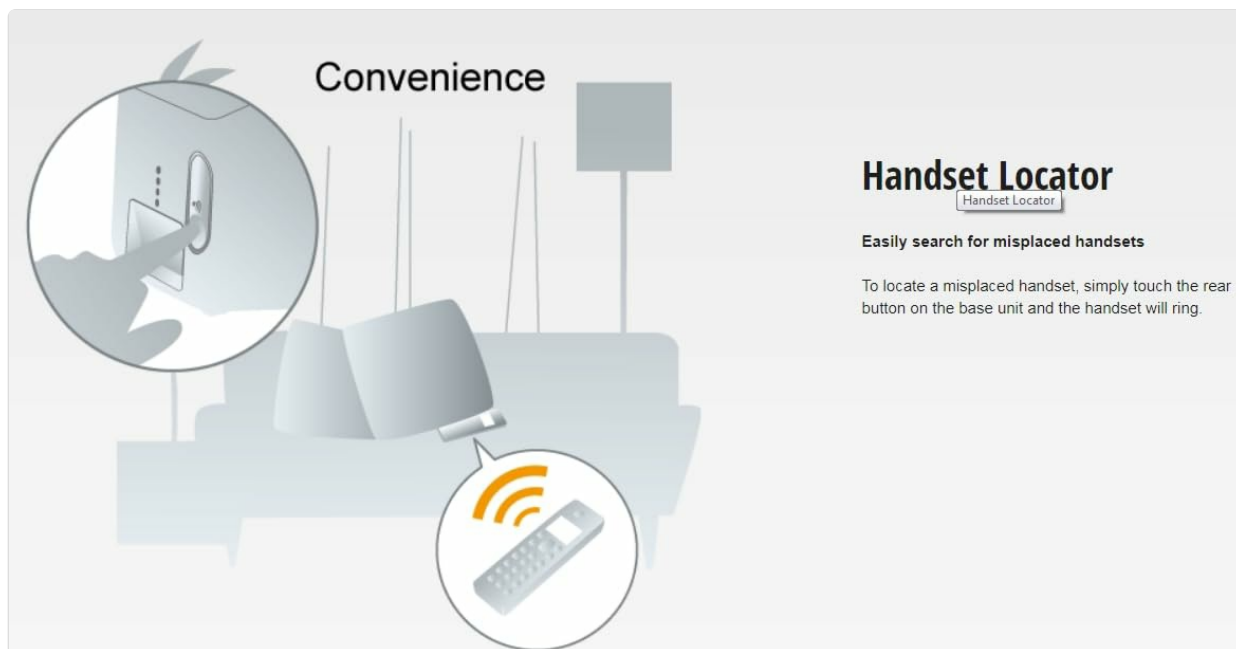 Convenience
Handset Locator
Handset Locator
Easily search for misplaced handsets
To locate a misplaced handset, simply touch the rear
button on the base unit and the handset will ring.